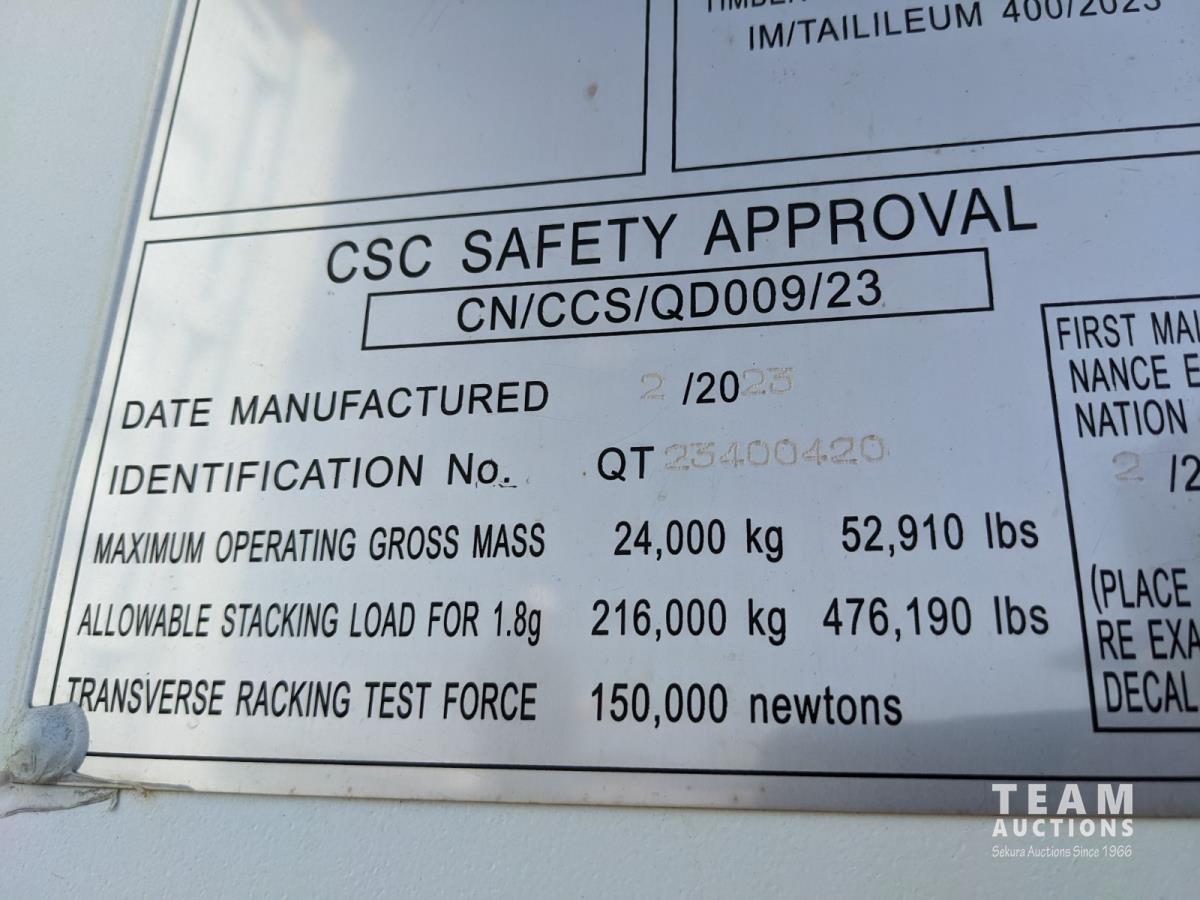 IM/TAILILEUM 400/2023
CSC SAFETY APPROVAL
CN/CCS/QD009/23
DATE MANUFACTURED 2 /2023
IDENTIFICATION No. QT 23400420
MAXIMUM OPERATING GROSS MASS 24,000 kg 52,910 lbs
ALLOWABLE STACKING LOAD FOR 1.8g 216,000 kg 476,190 lbs
TRANSVERSE RACKING TEST FORCE 150,000 newtons
FIRST
NANCE
NATION
2 /2
(PLACE
RE
DECAL
TEAM
AUCTIONS
Sekura Auctions Since 1966